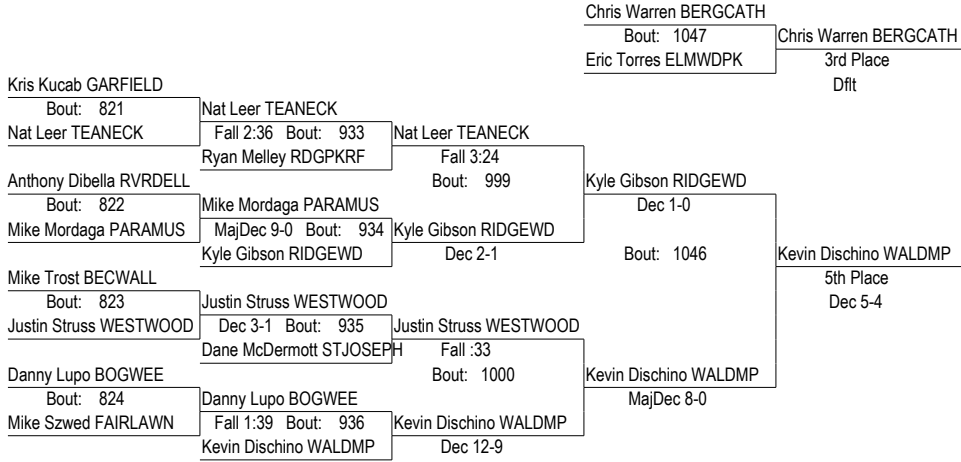 Chris Warren BERGCATH
Bout: 1047 Chris Warren BERGCATH
Eric Torres ELMWDPK 3rd Place
Kris Kucab GARFIELD Dflt
Bout: 821 Nat Leer TEANECK
Nat Leer TEANECK Fall 2:36 Bout: 933 Nat Leer TEANECK
Ryan Melley RDGPKRF Fall 3:24
Anthony Dibella RVRDELL Bout: 999 Kyle Gibson RIDGEWD
Bout: 822 Mike Mordaga PARAMUS Dec 1-0
Mike Mordaga PARAMUS MajDec 9-0 Bout: 934 Kyle Gibson RIDGEWD
Kyle Gibson RIDGEWD Dec 2-1 Bout: 1046 Kevin Dischino WALDMP
Mike Trost BECWALL 5th Place
Bout: 823 Justin Struss WESTWOOD Dec 5-4
Justin Struss WESTWOOD Dec 3-1 Bout: 935 Justin Struss WESTWOOD
Dane McDermott STJOSEPH Fall :33
Danny Lupo BOGWEE Bout: 1000 Kevin Dischino WALDMP
Bout: 824 Danny Lupo BOGWEE MajDec 8-0
Mike Szwed FAIRLAWN Fall 1:39 Bout: 936 Kevin Dischino WALDMP
Kevin Dischino WALDMP Dec 12-9